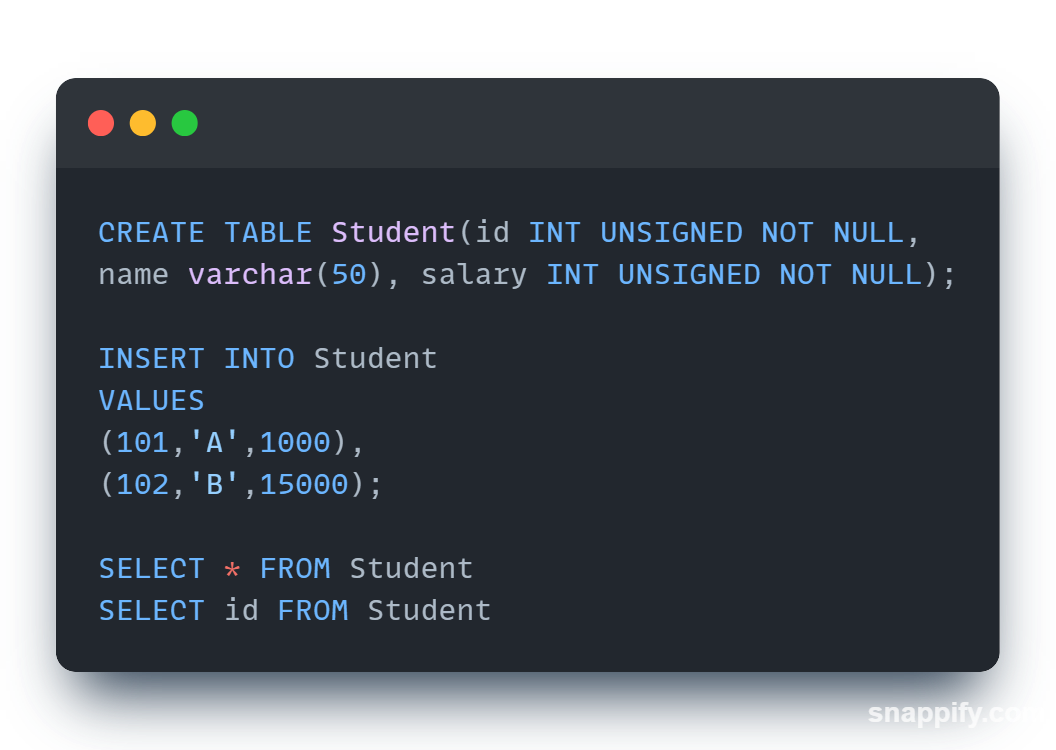 CREATE TABLE Student(id INT UNSIGNED NOT NULL,
name varchar(50), salary INT UNSIGNED NOT NULL);
INSERT INTO Student
VALUES
(101,'A',1000),
(102,'B',15000);
SELECT * FROM Student
SELECT id FROM Student
snappify.com